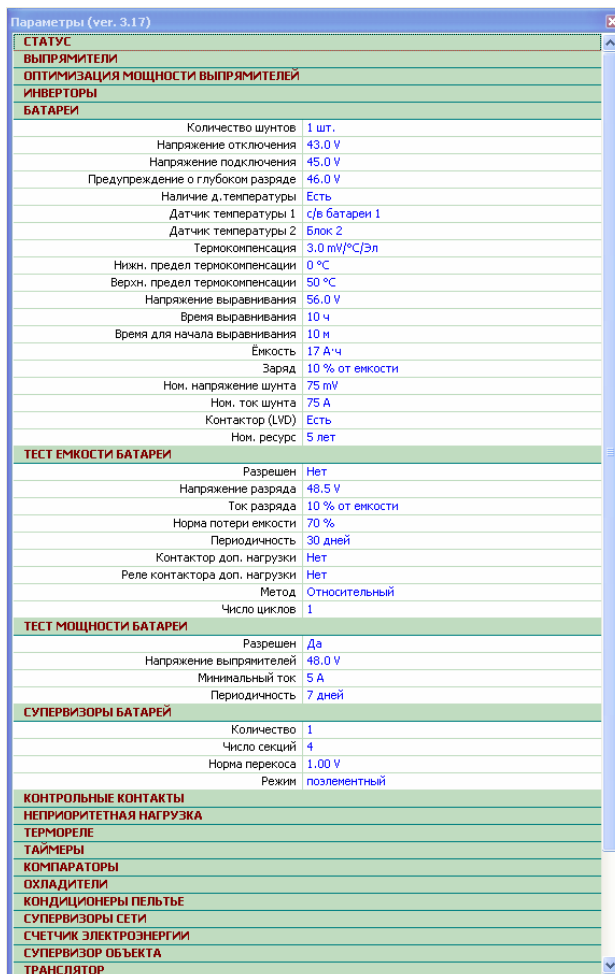 Параметры (ver. 3.17)
СТАТУС
ВЫПРЯМИТЕЛИ
ОПТИМИЗАЦИЯ МОЩНОСТИ ВЫПРЯМИТЕЛЕЙ
ИНВЕРТОРЫ
БАТАРЕИ
Количество шунтов 1 шт.
Напряжение отключения 43.0 V
Напряжение подключения 45.0 V
Предупреждение о глубоком разряде 46.0 V
Наличие д.температуры Есть
Датчик температуры 1 с/в батареи 1
Датчик температуры 2 Блок 2
Термокомпенсация 3.0 mV/°C/Эл
Нижн. предел термокомпенсации 0 °C
Верхн. предел термокомпенсации 50 °C
Напряжение выравнивания 56.0 V
Время выравнивания 10 ч
Время для начала выравнивания 10 м
Ёмкость 17 А·ч
Заряд 10 % от емкости
Ном. напряжение шунта 75 mV
Ном. ток шунта 75 A
Контактор (LVD) Есть
Ном. ресурс 5 лет
ТЕСТ ЕМКОСТИ БАТАРЕИ
Разрешен Нет
Напряжение разряда 48.5 V
Ток разряда 10 % от емкости
Норма потери емкости 70 %
Периодичность 30 дней
Контактор доп. нагрузки Нет
Реле контактора доп. нагрузки Нет
Метод Относительный
Число циклов 1
ТЕСТ МОЩНОСТИ БАТАРЕИ
Разрешен Да
Напряжение выпрямителей 48.0 V
Минимальный ток 5 A
Периодичность 7 дней
СУПЕРВИЗОРЫ БАТАРЕЙ
Количество 1
Число секций 4
Норма перекоса 1.00 V
Режим поэлементный
КОНТРОЛЬНЫЕ КОНТАКТЫ
НЕПРИОРИТЕТНАЯ НАГРУЗКА
ТЕРМОРЕЛЕ
ТАЙМЕРЫ
КОМПАРАТОРЫ
ОХЛАДИТЕЛИ
КОНДИЦИОНЕРЫ ПЕЛЬТЬЕ
СУПЕРВИЗОРЫ СЕТИ
СЧЕТЧИК ЭЛЕКТРОЭНЕРГИИ
СУПЕРВИЗОР ОБЪЕКТА
ТРАНСЛЯТОР